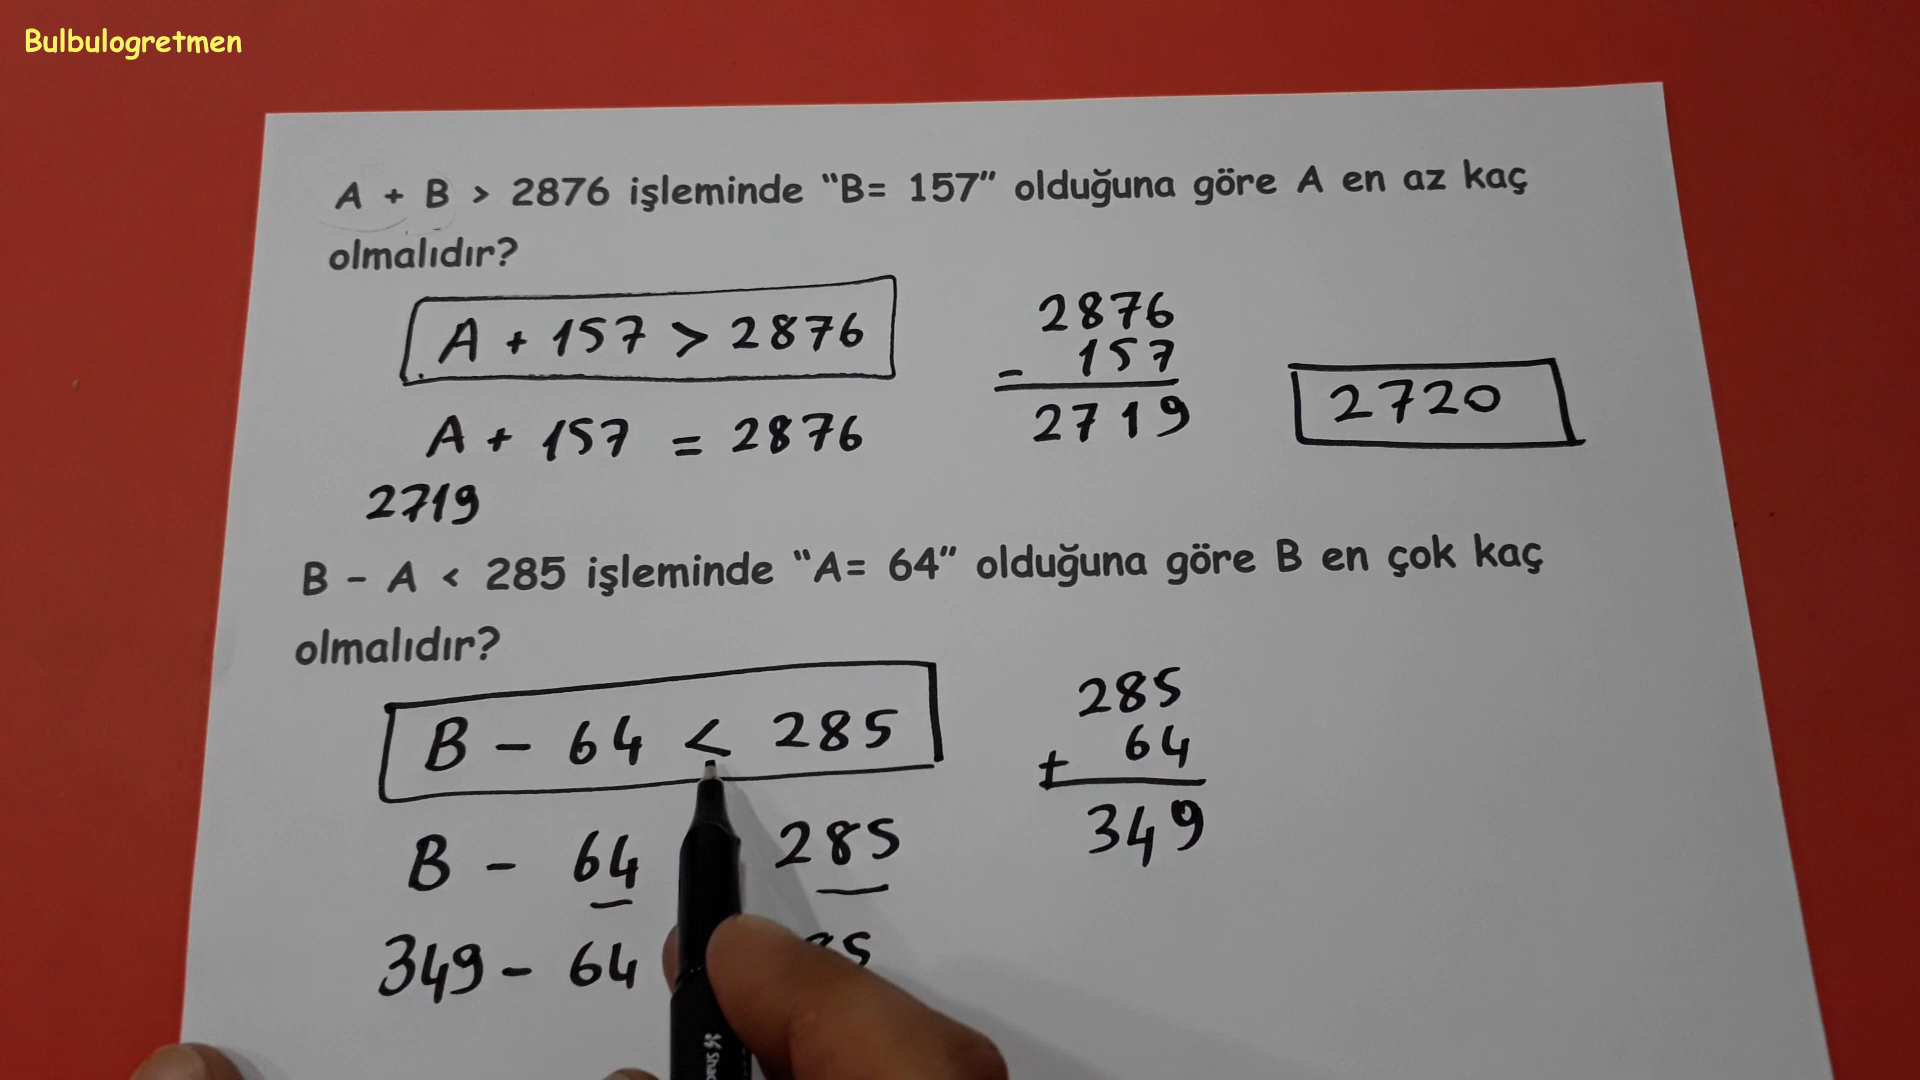 Bulbulogretmen
A + B > 2876 işleminde “B= 157” olduğuna göre A en az kaç
olmalıdır?
A + 157 > 2876
A + 157 = 2876
2719
2876
- 157
2719
2720
B - A < 285 işleminde “A= 64” olduğuna göre B en çok kaç
olmalıdır?
B - 64 < 285
B - 64 285
349 - 64
285
+ 64
349